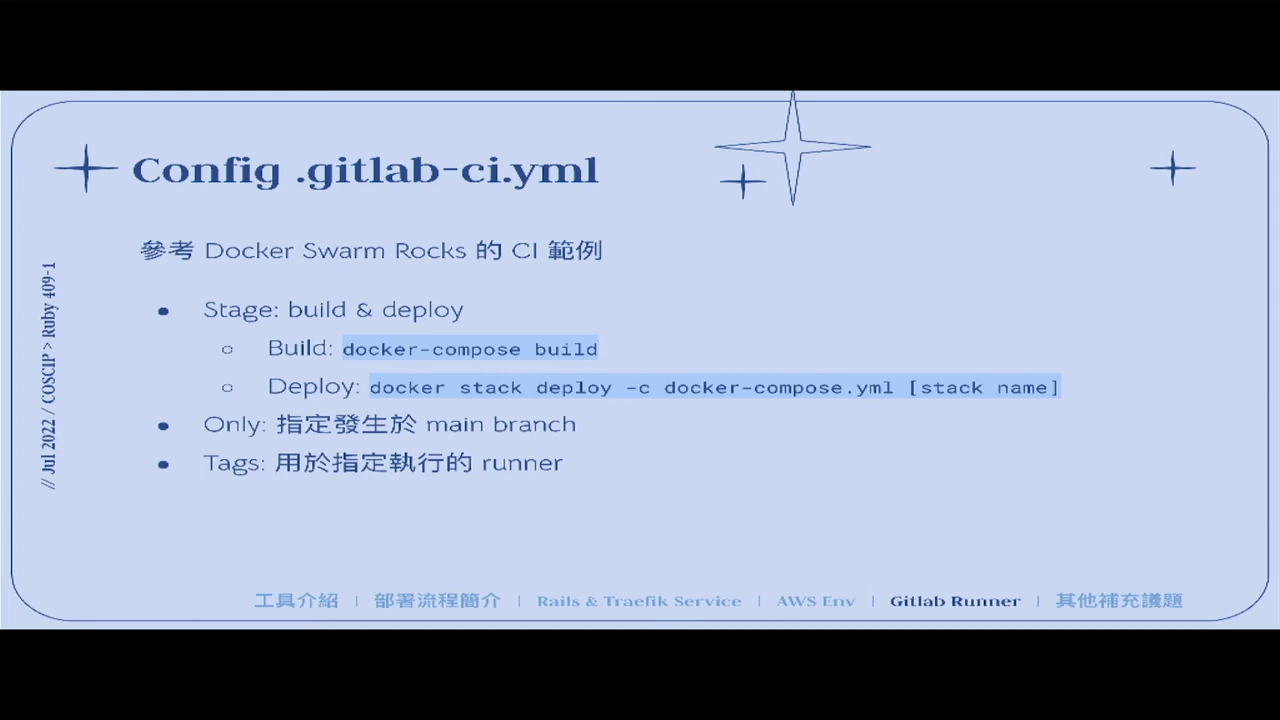 Config .gitlab-ci.yml
參考 Docker Swarm Rocks 的 CI 範例
Stage: build & deploy
Build: docker-compose build
Deploy: docker stack deploy -c docker-compose.yml [stack name]
Only: 指定發生於 main branch
Tags: 用於指定執行的 runner
// Jul 2022 / COSCIP > Ruby 409-1
工具介紹 | 部署流程簡介 | Rails & Traefik Service | AWS Env | Gitlab Runner | 其他補充議題